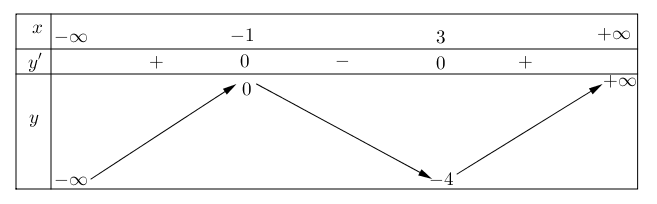 x −∞ −1 3 +∞
y′ + 0 − 0 +
y −∞ 0 −4 +∞